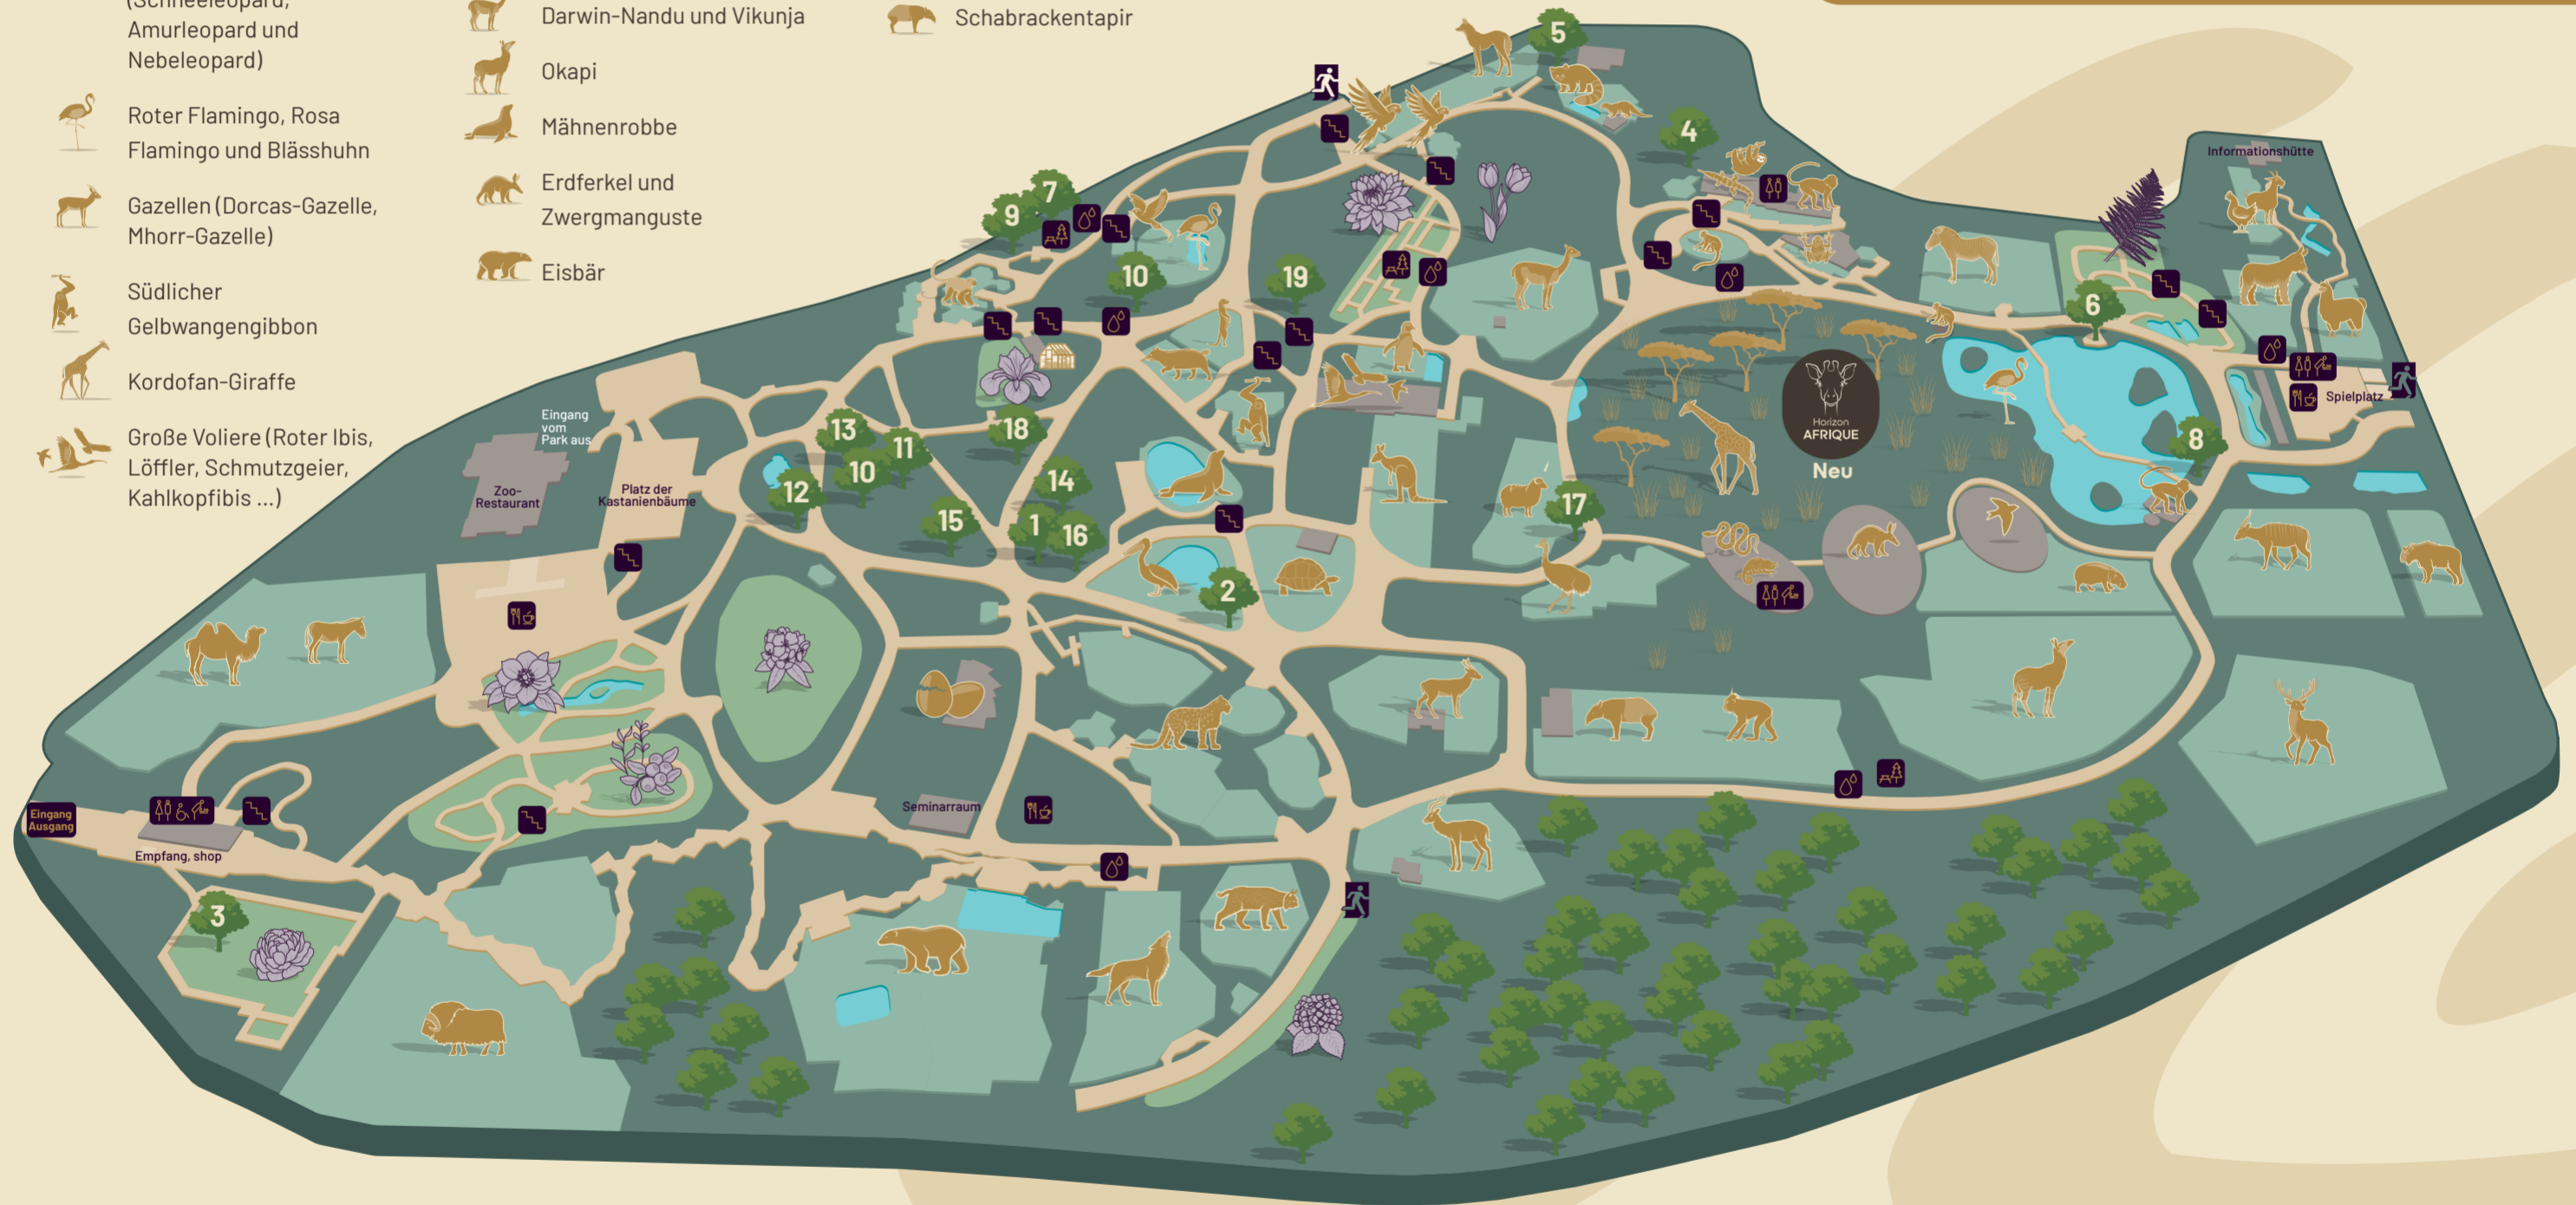 (Schneeleopard,
Amurleopard und
Nebeleopard)
Roter Flamingo, Rosa
Flamingo und Blässhuhn
Gazellen (Dorcas-Gazelle,
Mhorr-Gazelle)
Südlicher
Gelbwangengibbon
Kordofan-Giraffe
Große Voliere (Roter Ibis,
Löffler, Schmutzgeier,
Kahlkopfibis ...)
Darwin-Nandu und Vikunja
Okapi
Mähnenrobbe
Erdferkel und
Zwergmanguste
Eisbär
Schabrackentapir
5
4
Informationshütte
7
9
10
19
6
Horizon
AFRIQUE
Neu
Spielplatz
Eingang
vom
Park aus
13
11
18
10
8
12
14
Zoo-
Restaurant
Platz der
Kastanienbäume
17
15
1
16
2
Seminarraum
Eingang
Ausgang
Empfang, shop
3